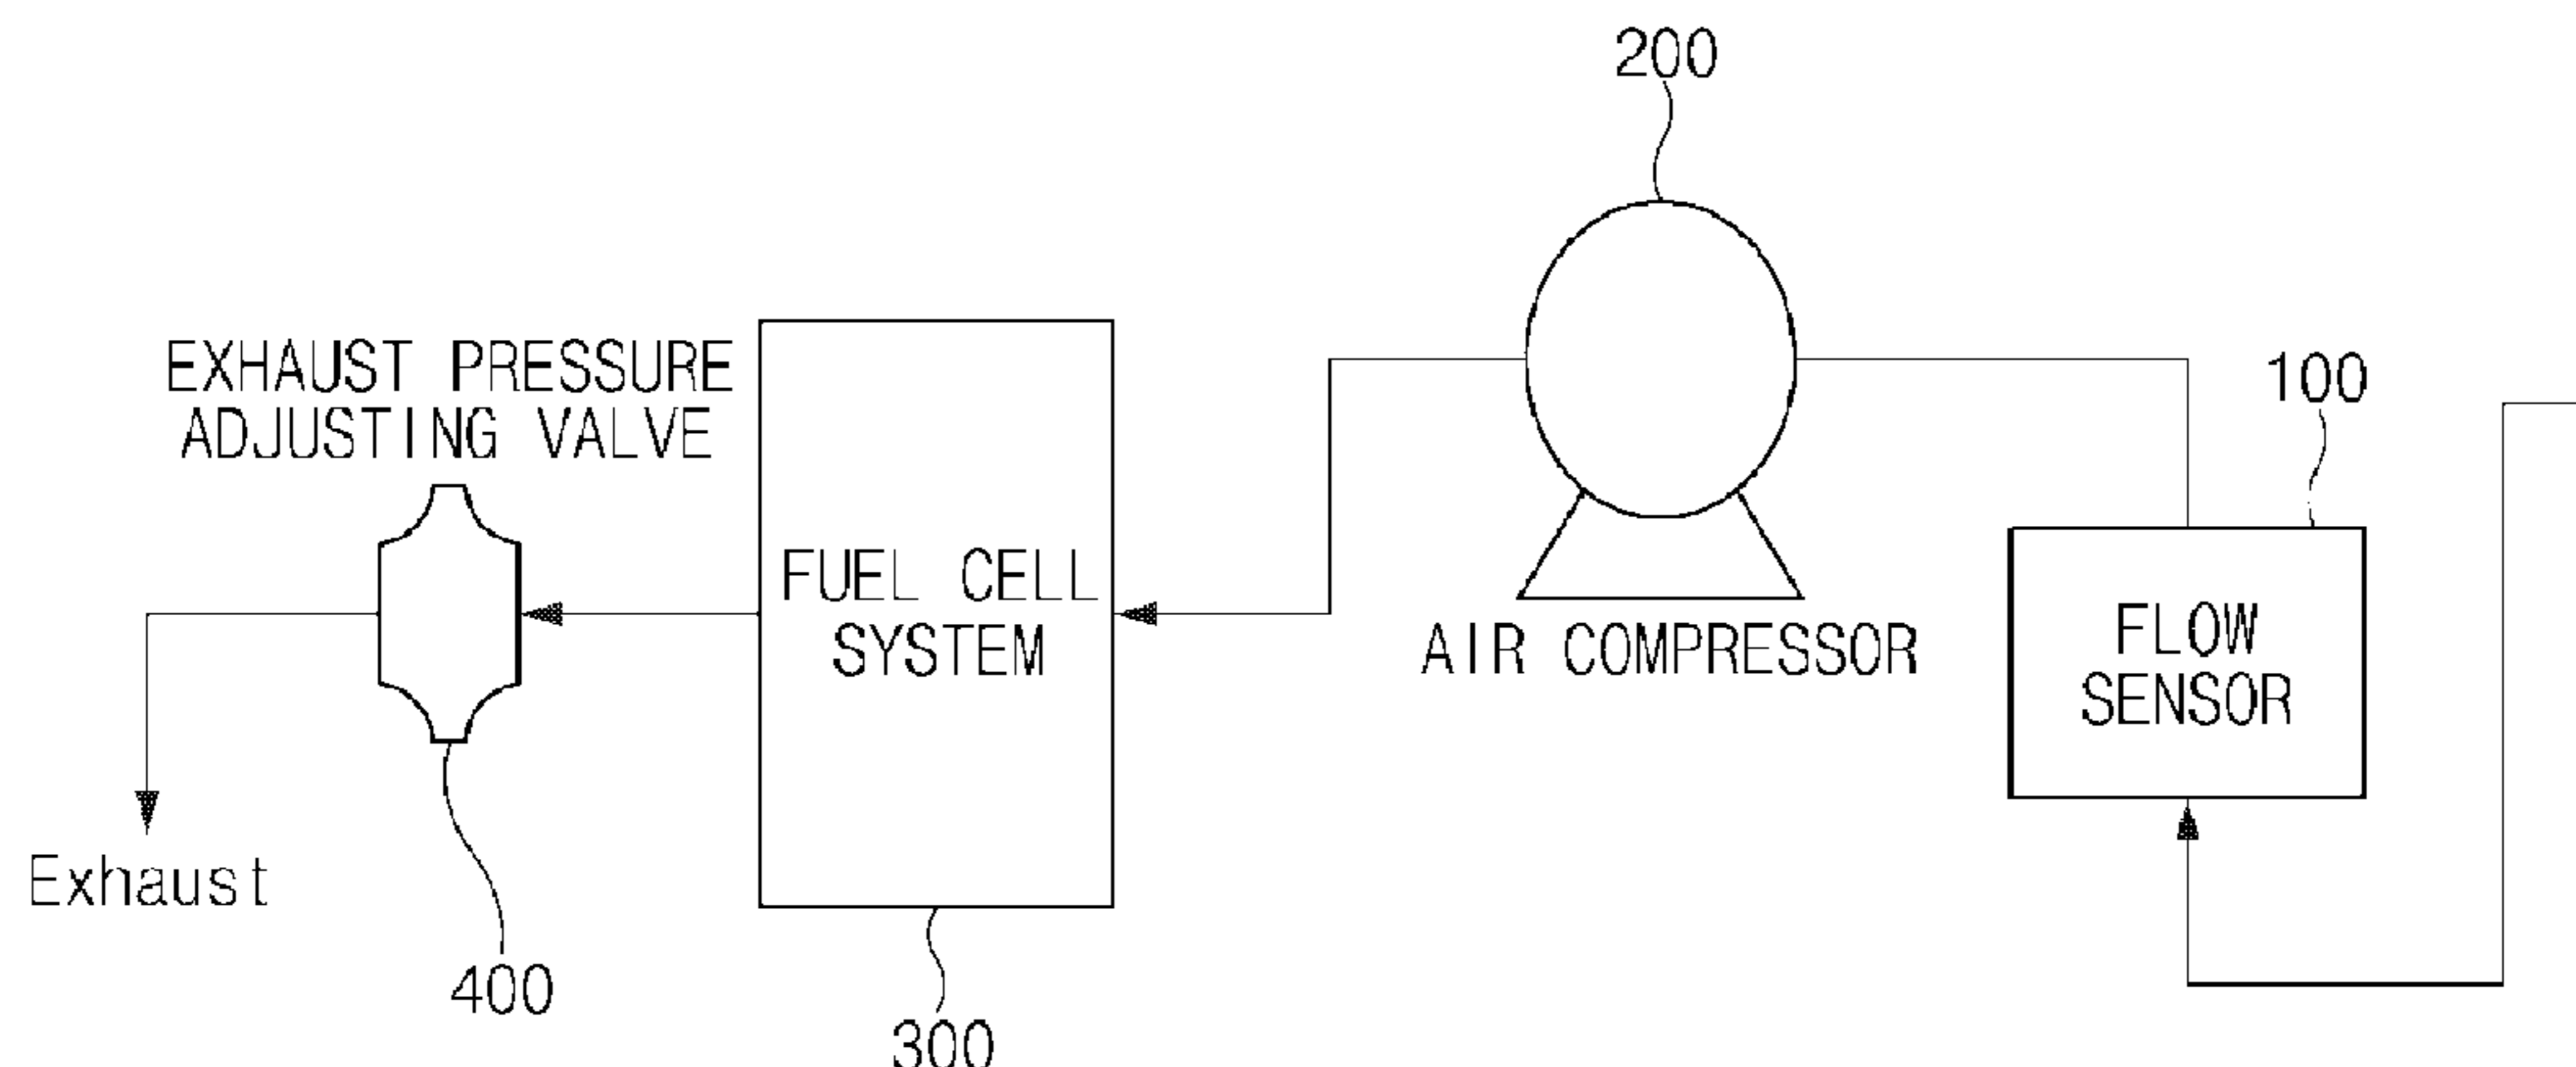 200
100
EXHAUST PRESSURE
ADJUSTING VALVE
FUEL CELL
SYSTEM
AIR COMPRESSOR
FLOW
SENSOR
Exhaust
400
300